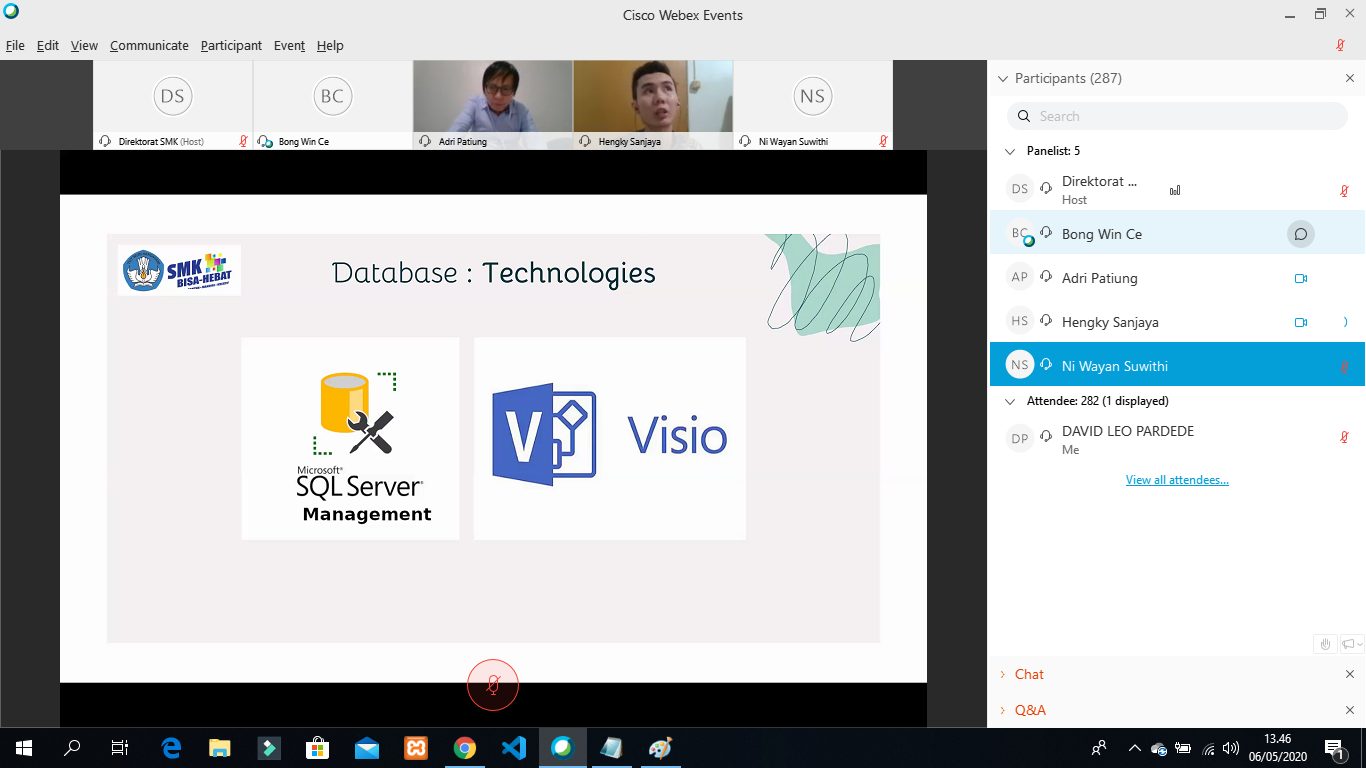 Cisco Webex Events
File Edit View Communicate Participant Event Help
DS
BC
NS
Direktorat SMK (Host)
Bong Win Ce
Adri Patiung
Hengky Sanjaya
Ni Wayan Suwithi
SMK
BISA-HEBAT
Database : Technologies
Microsoft®
SQL Server®
Management
V
Visio
Participants (287)
Search
Panelist: 5
DS
Direktorat ...
Host
BC
Bong Win Ce
AP
Adri Patiung
HS
Hengky Sanjaya
NS
Ni Wayan Suwithi
Attendee: 282 (1 displayed)
DP
DAVID LEO PARDEDE
Me
View all attendees...
Chat
Q&A
13.46
06/05/2020
1